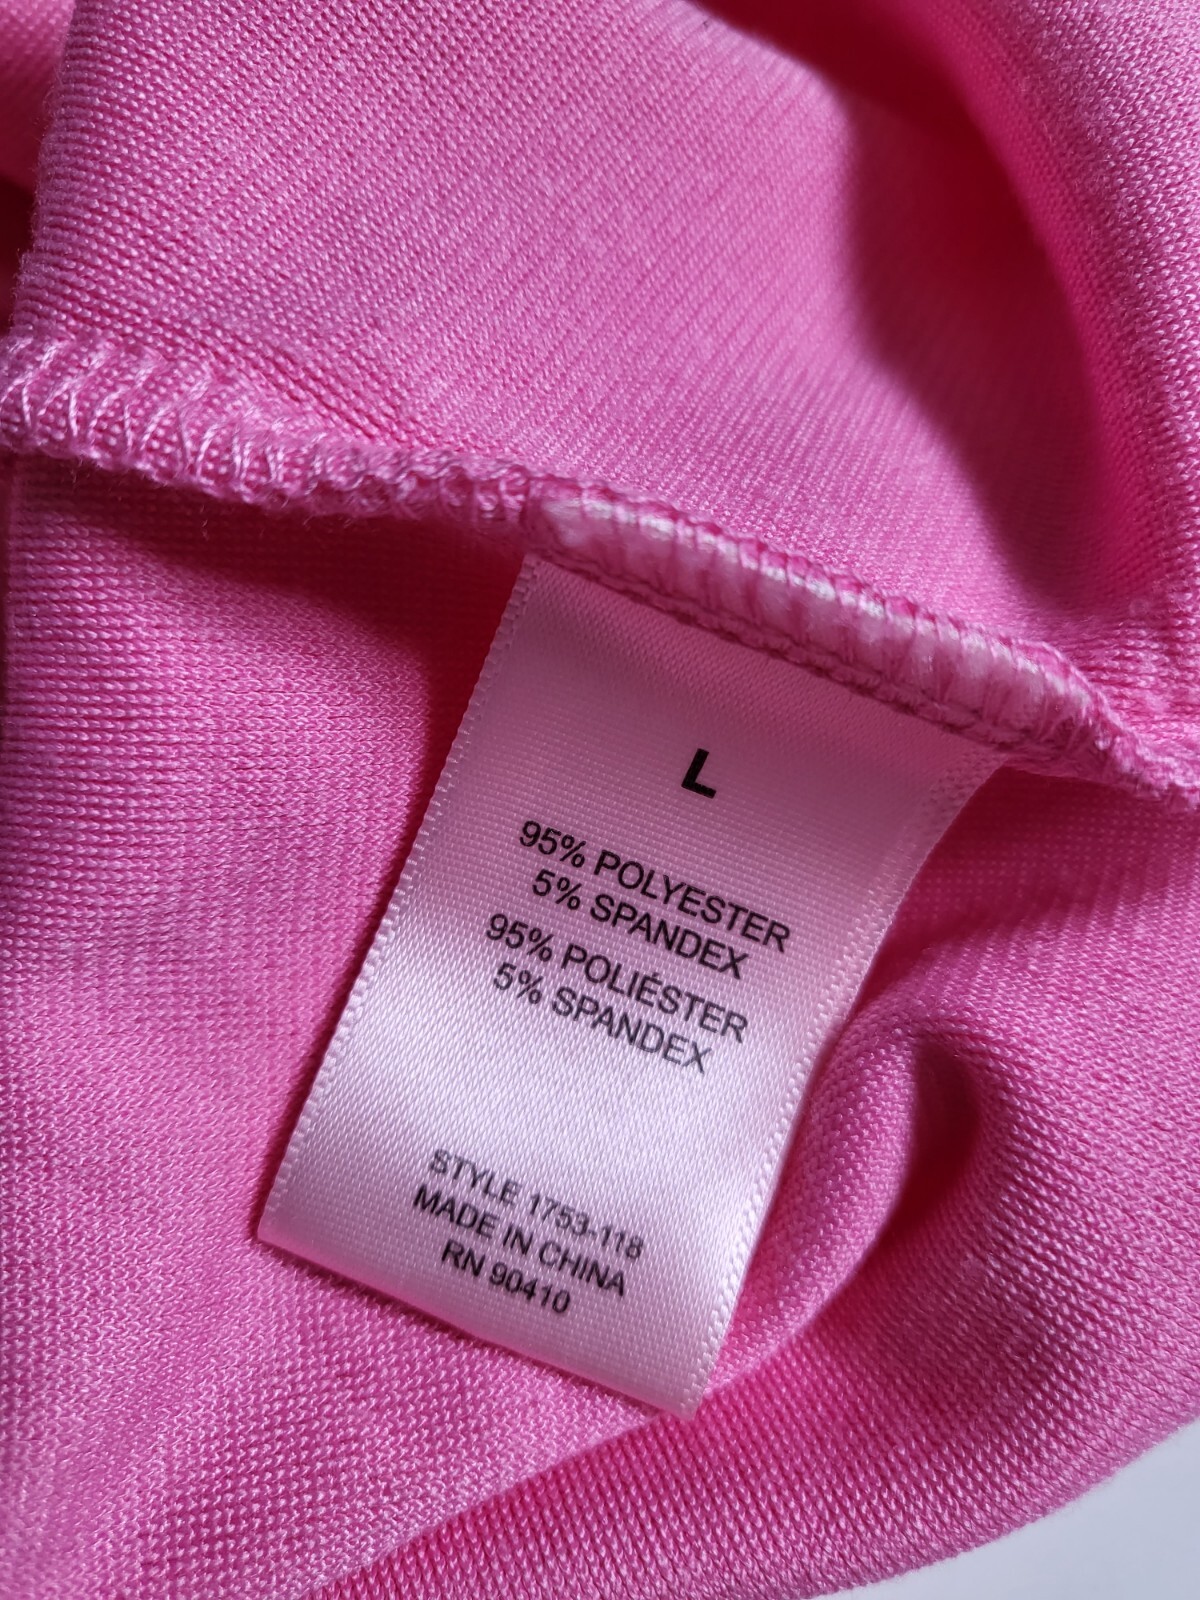 L
95% POLYESTER
5% SPANDEX
95% POLIÉSTER
5% SPANDEX
STYLE 1753-118
MADE IN CHINA
RN 90410